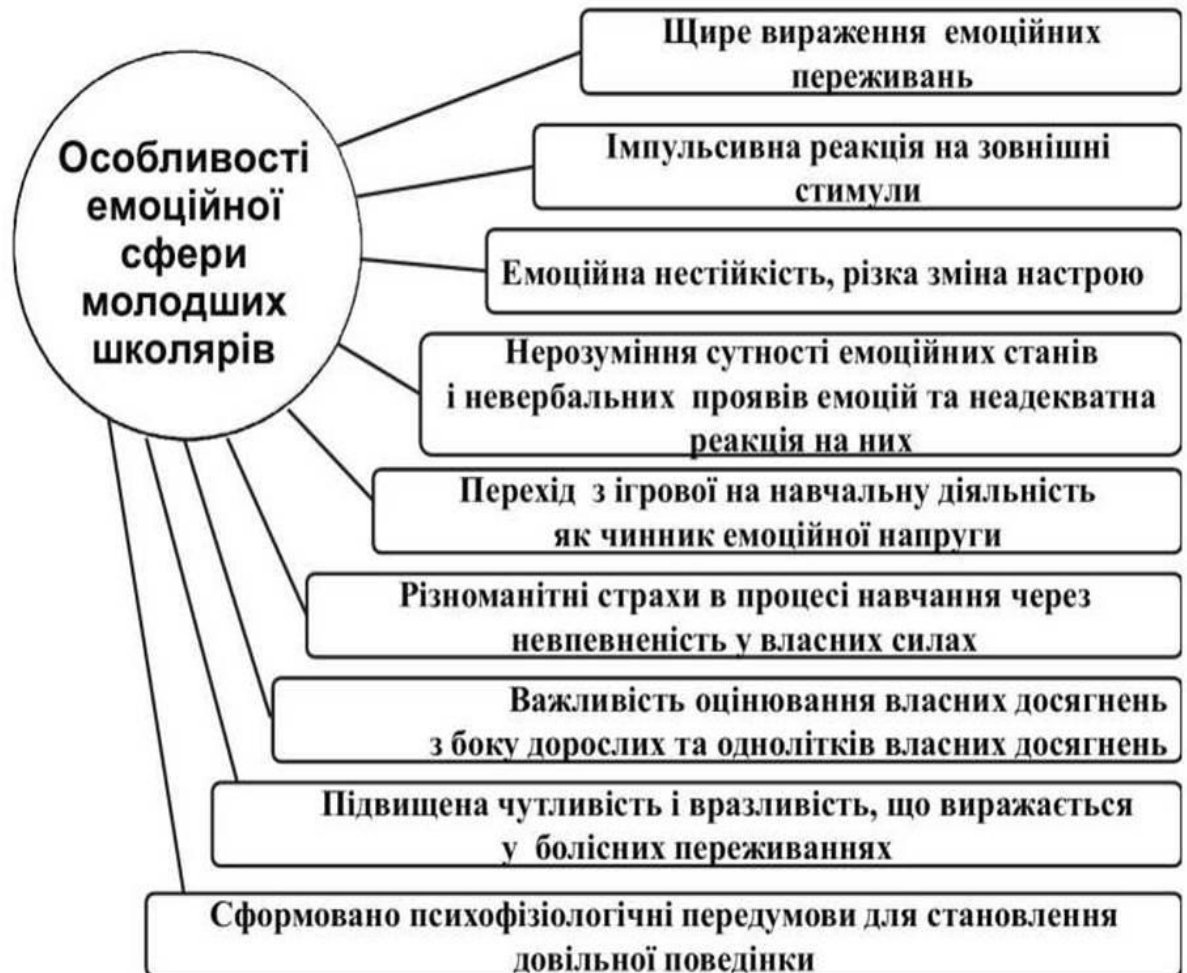 Особливості
емоційної
сфери
молодших
школярів
Щире вираження емоційних
переживань
Імпульсивна реакція на зовнішні
стимули
Емоційна нестійкість, різка зміна настрою
Нерозуміння сутності емоційних станів
і невербальних проявів емоцій та неадекватна
реакція на них
Перехід з ігрової на навчальну діяльність
як чинник емоційної напруги
Різноманітні страхи в процесі навчання через
невпевненість у власних силах
Важливість оцінювання власних досягнень
з боку дорослих та однолітків власних досягнень
Підвищена чутливість і вразливість, що виражається
у болісних переживаннях
Сформовано психофізіологічні передумови для становлення
довільної поведінки